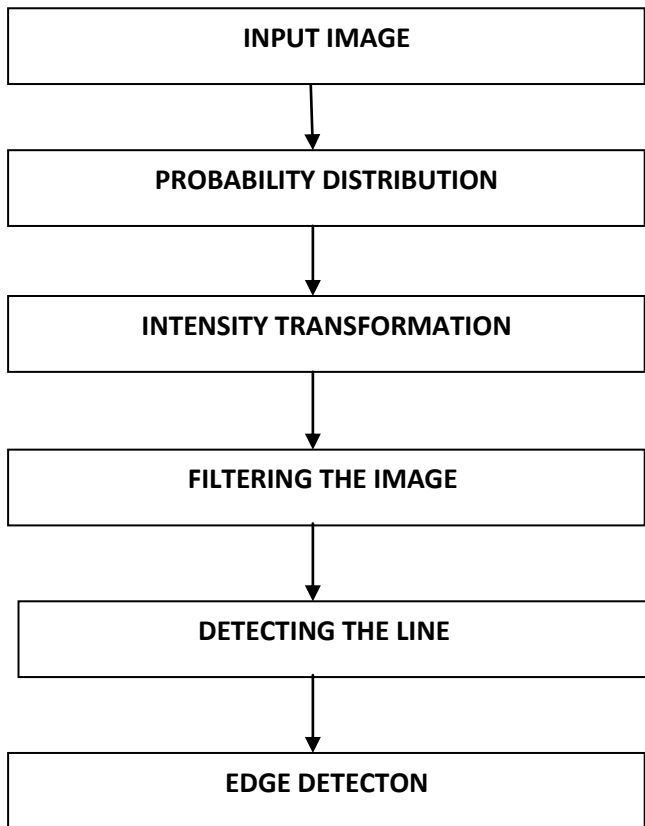 INPUT IMAGE
PROBABILITY DISTRIBUTION
INTENSITY TRANSFORMATION
FILTERING THE IMAGE
DETECTING THE LINE
EDGE DETECTON